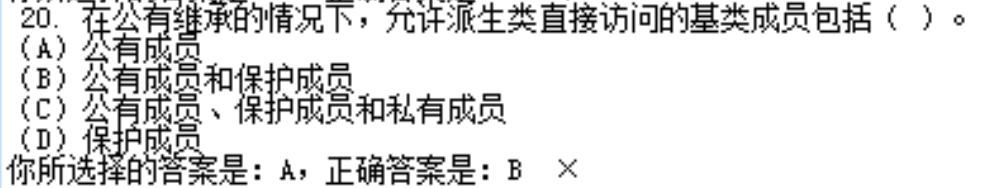 20. 在公有继承的情况下，允许派生类直接访问的基类成员包括（ ）。
(A) 公有成员
(B) 公有成员和保护成员
(C) 公有成员、保护成员和私有成员
(D) 保护成员
你所选择的答案是: A，正确答案是: B ×